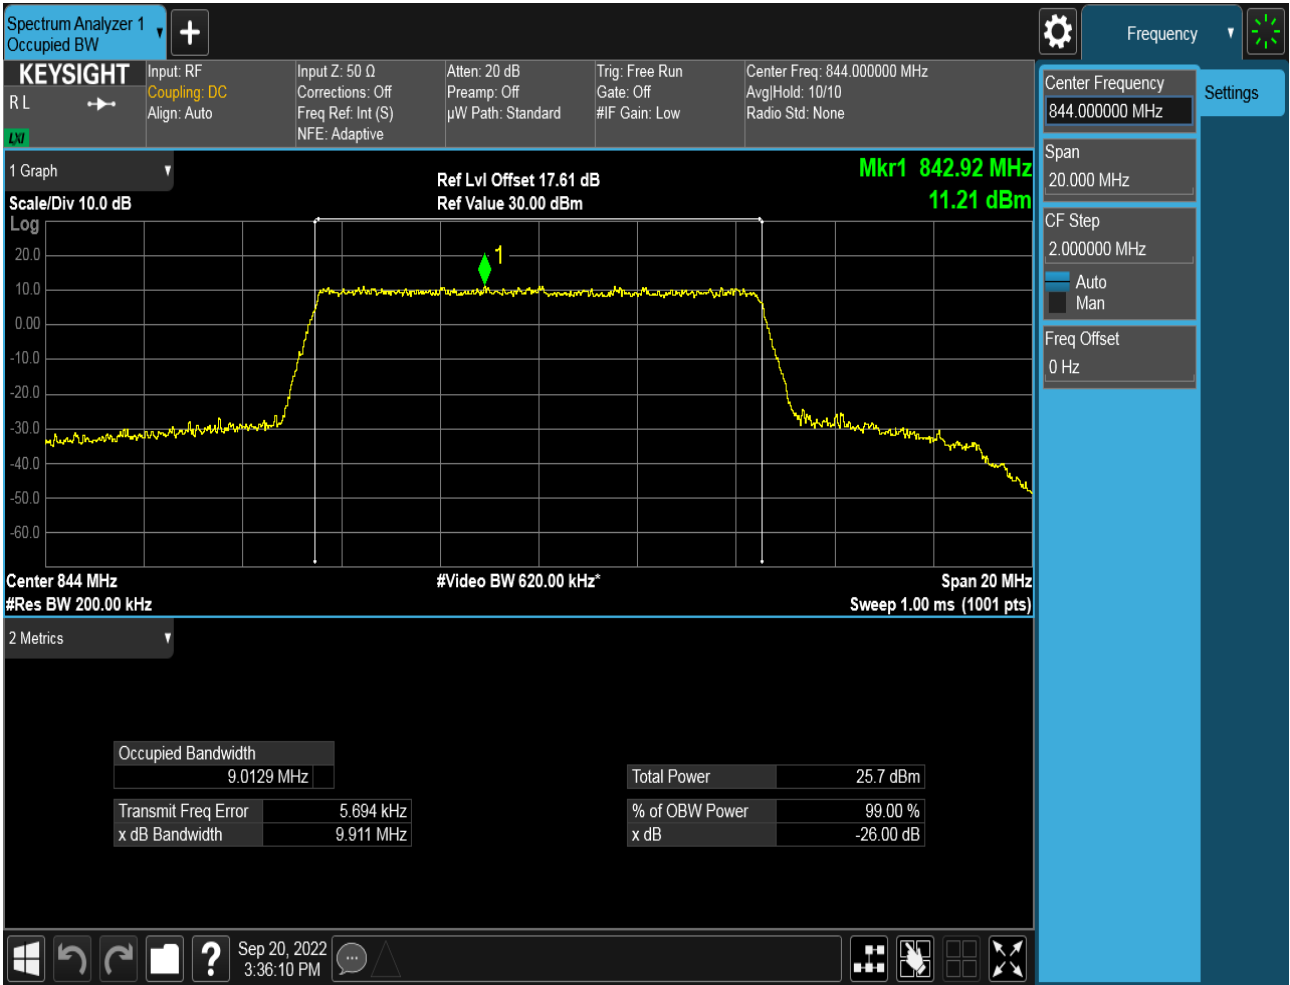 Spectrum Analyzer 1
Occupied BW
+
Frequency
KEYSIGHT
R L
LXI
Input: RF
Coupling: DC
Align: Auto
Input Z: 50 Ω
Corrections: Off
Freq Ref: Int (S)
NFE: Adaptive
Atten: 20 dB
Preamp: Off
µW Path: Standard
Trig: Free Run
Gate: Off
#IF Gain: Low
Center Freq: 844.000000 MHz
Avg|Hold: 10/10
Radio Std: None
Center Frequency
844.000000 MHz
Settings
Span
20.000 MHz
CF Step
2.000000 MHz
Auto
Man
Freq Offset
0 Hz
1 Graph
Ref Lvl Offset 17.61 dB
Mkr1 842.92 MHz
Scale/Div 10.0 dB
Ref Value 30.00 dBm
11.21 dBm
Log
1
20.0
10.0
0.00
-10.0
-20.0
-30.0
-40.0
-50.0
-60.0
Center 844 MHz
#Video BW 620.00 kHz*
Span 20 MHz
#Res BW 200.00 kHz
Sweep 1.00 ms (1001 pts)
2 Metrics
Occupied Bandwidth
9.0129 MHz
Total Power 25.7 dBm
Transmit Freq Error 5.694 kHz
% of OBW Power 99.00 %
x dB Bandwidth 9.911 MHz
x dB -26.00 dB
?
Sep 20, 2022
3:36:10 PM